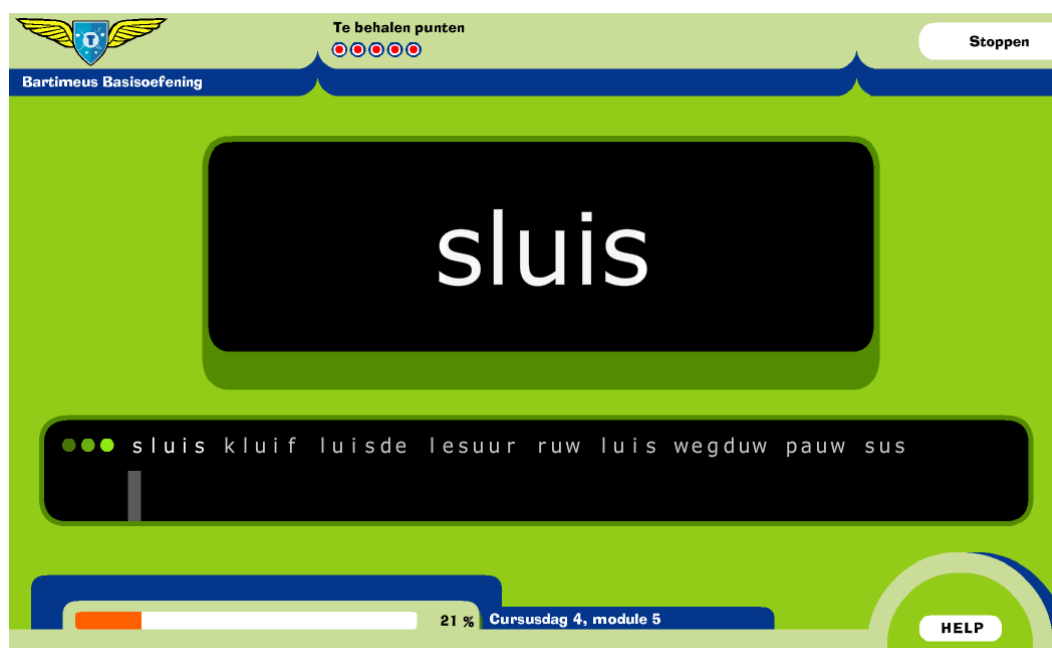 Te behalen punten
Stoppen
T
Bartimeus Basisoefening
sluis
sluis kluif luisde lesuur ruw luis wegduw pauw sus
21 % Cursusdag 4, module 5
HELP